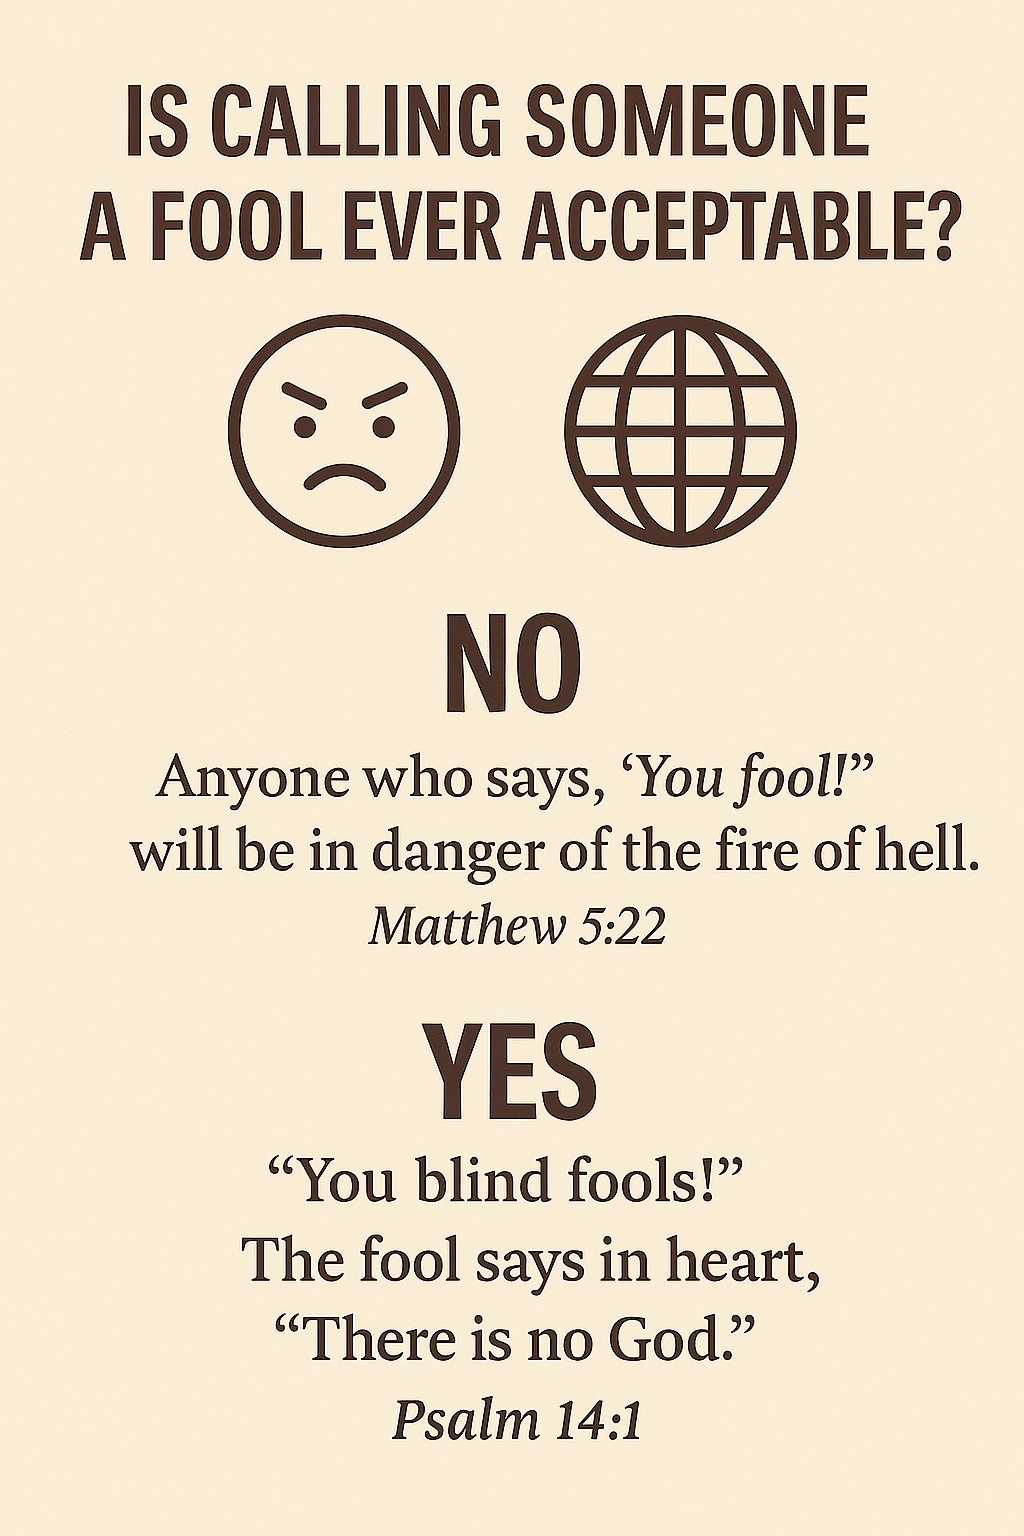 IS CALLING SOMEONE
A FOOL EVER ACCEPTABLE?
NO
Anyone who says, ‘You fool!”
will be in danger of the fire of hell.
Matthew 5:22
YES
“You blind fools!”
The fool says in heart,
“There is no God.”
Psalm 14:1